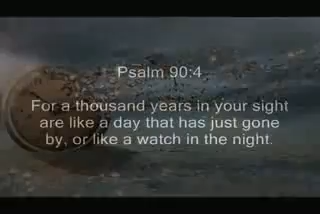 Psalm 90:4
For a thousand years in your sight
are like a day that has just gone
by, or like a watch in the night.